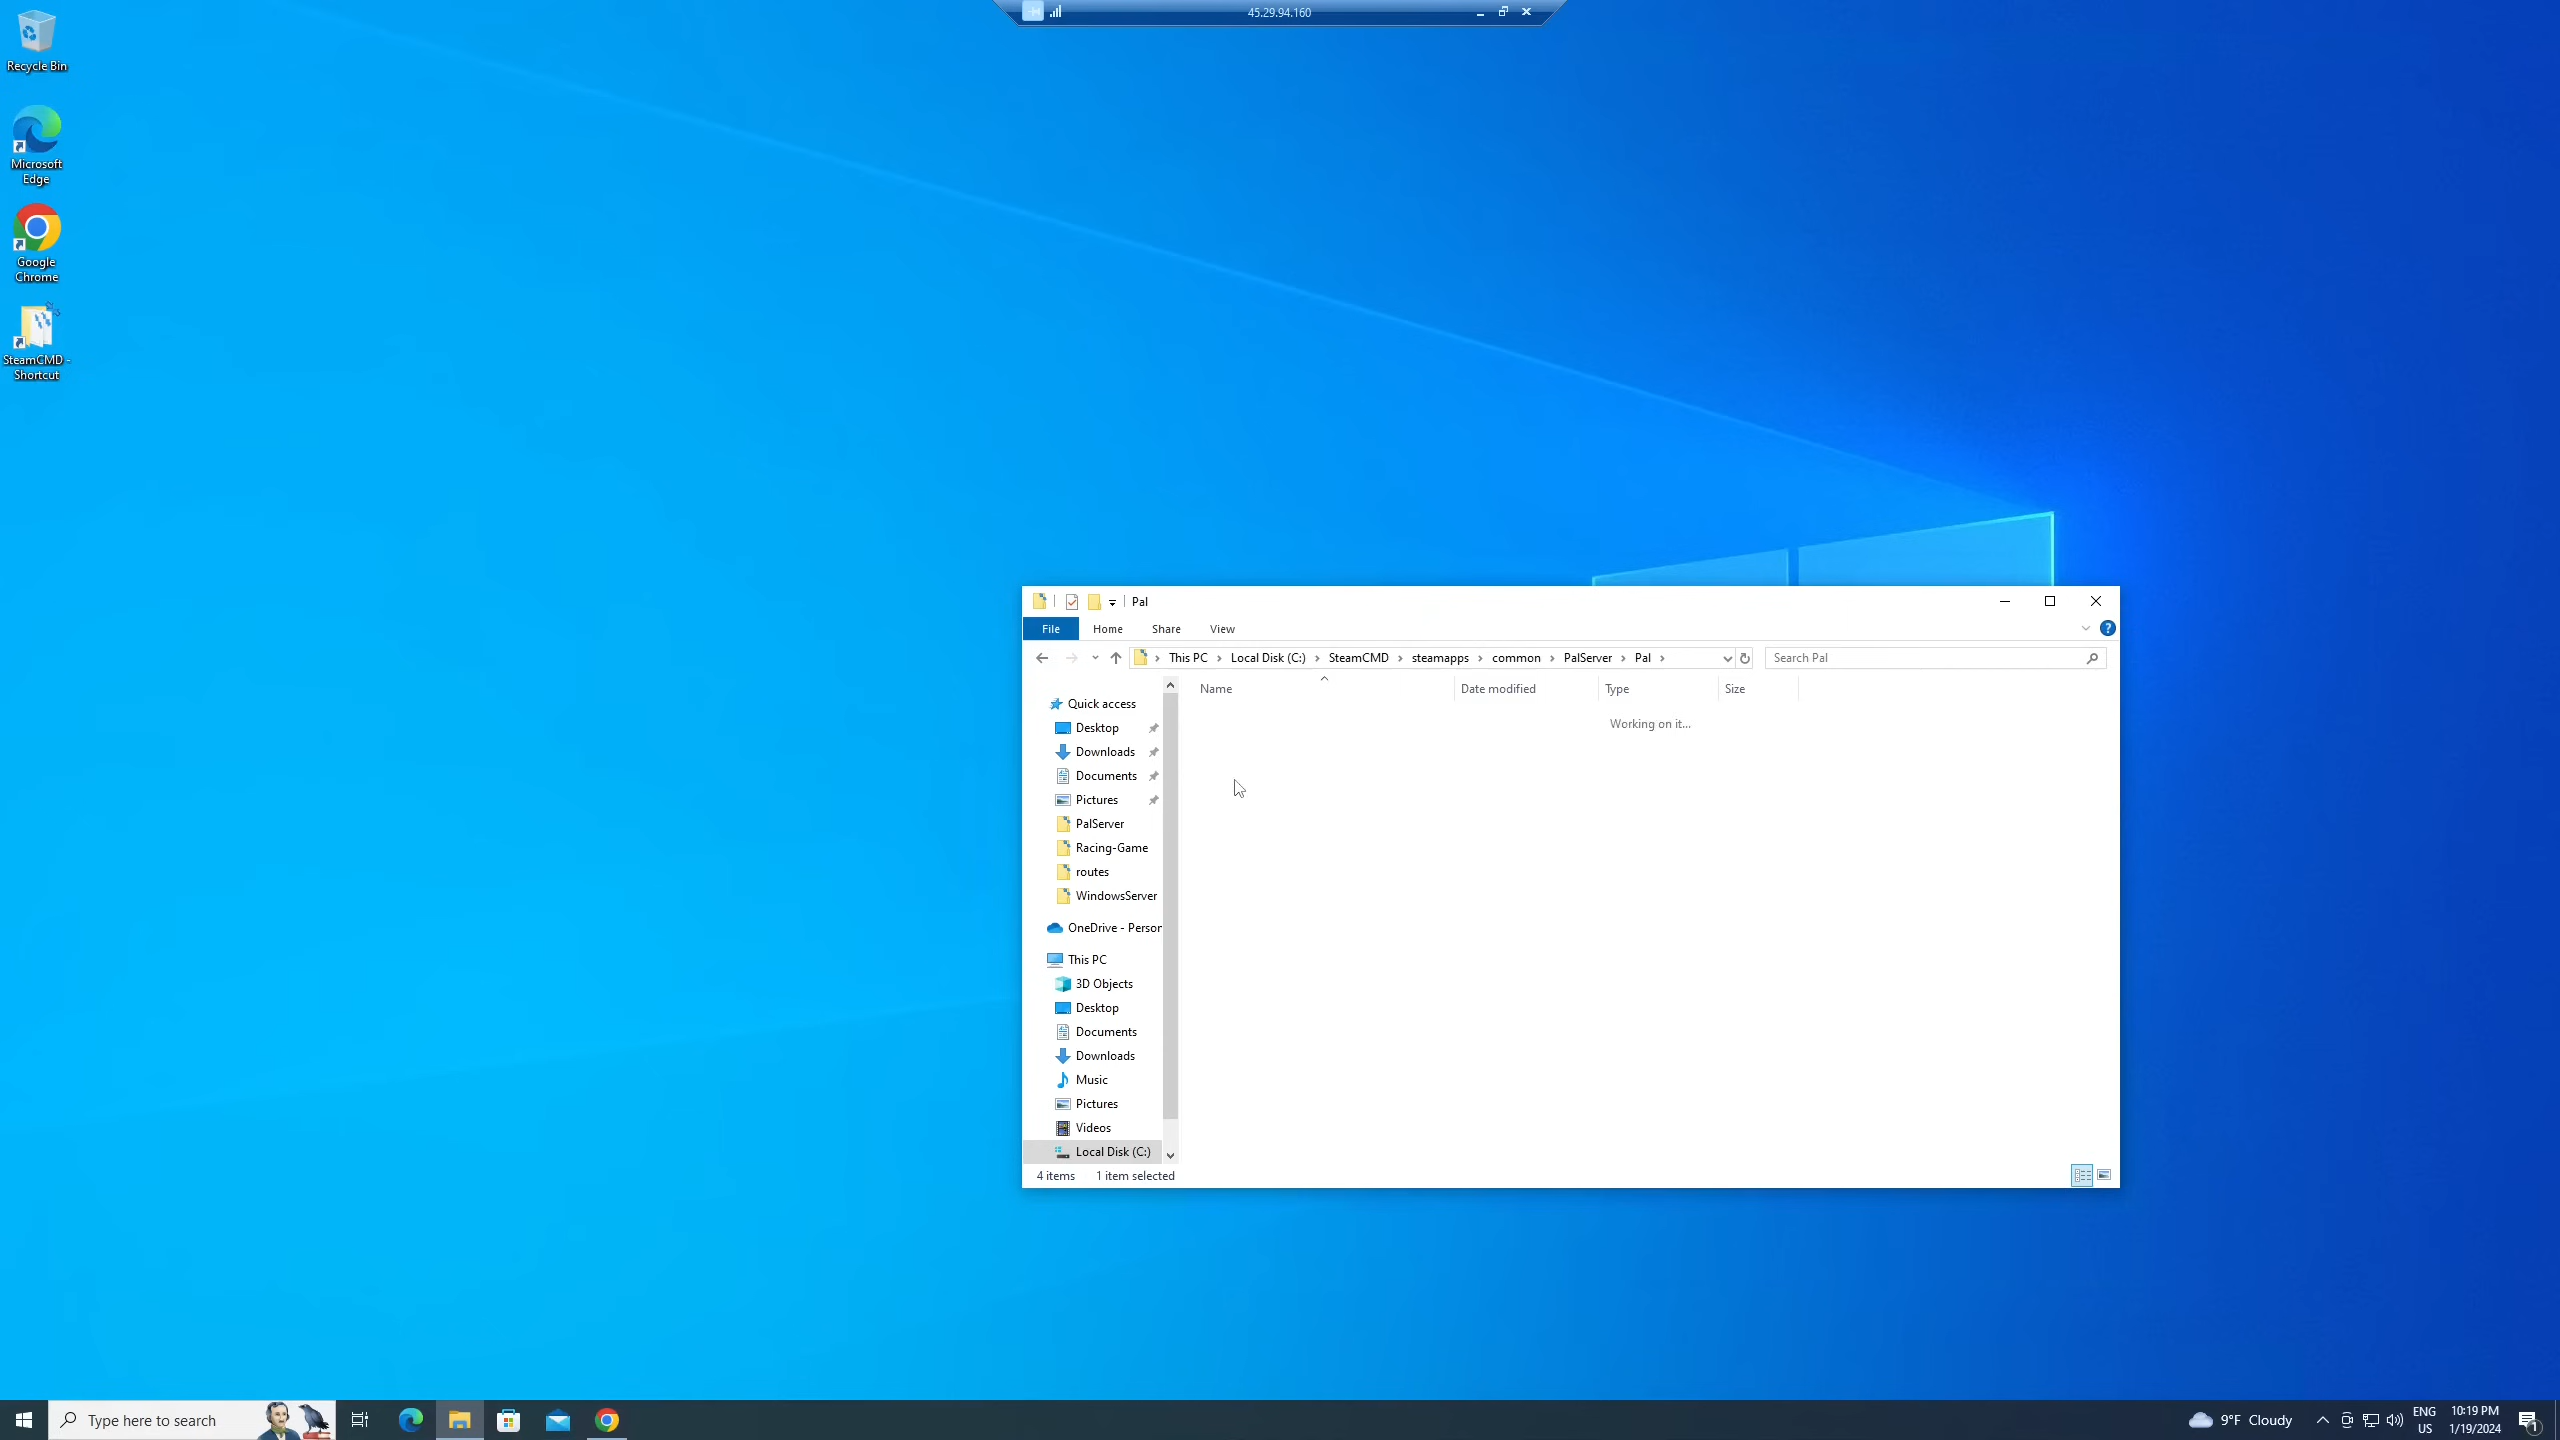 45.29.94.160
Recycle Bin
Microsoft
Edge
Google
Chrome
SteamCMD -
Shortcut
Pal
File
Home
Share
View
This PC
Local Disk (C:)
SteamCMD
steamapps
common
PalServer
Pal
Search Pal
Name
Date modified
Type
Size
Working on it...
Quick access
Desktop
Downloads
Documents
Pictures
PalServer
Racing-Game
routes
WindowsServer
OneDrive - Person
This PC
3D Objects
Desktop
Documents
Downloads
Music
Pictures
Videos
Local Disk (C:)
4 items
1 item selected
Type here to search
9°F Cloudy
ENG
US
10:19 PM
1/19/2024
1